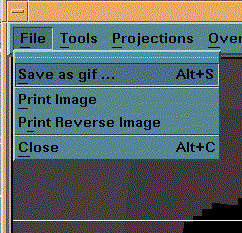 File Tools Projections Over
Save as gif ... Alt+S
Print Image
Print Reverse Image
Close Alt+C